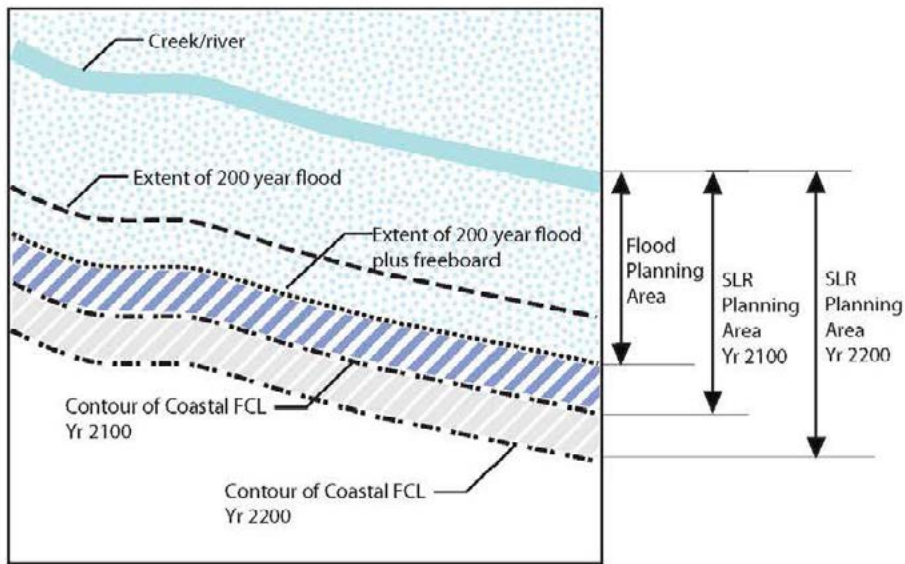 Creek/river
Extent of 200 year flood
Extent of 200 year flood
plus freeboard
Contour of Coastal FCL
Yr 2100
Contour of Coastal FCL
Yr 2200
Flood
Planning
Area
SLR
Planning
Area
Yr 2100
SLR
Planning
Area
Yr 2200